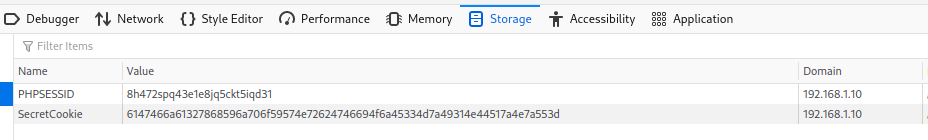 Debugger Network Style Editor Performance Memory Storage Accessibility Application
Filter Items
Name Value Domain
PHPSESSID 8h472spq43e1e8jq5ckt5iqd31 192.168.1.10
SecretCookie 6147466a61327868596a706f59574e72624746694f6a45334d7a49314e44517a4e7a553d 192.168.1.10